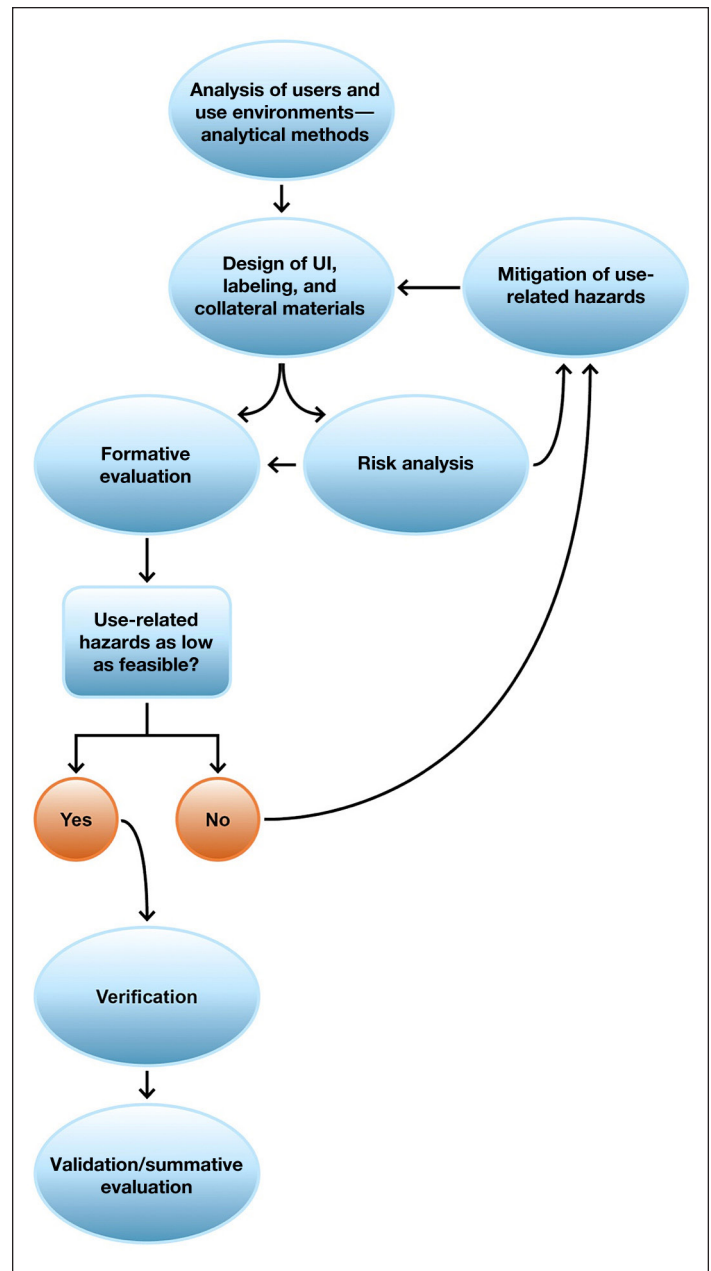 Analysis of users and
use environments—
analytical methods
Design of UI,
labeling, and
collateral materials
Mitigation of use-
related hazards
Formative
evaluation
Risk analysis
Use-related
hazards as low
as feasible?
Yes
No
Verification
Validation/summative
evaluation